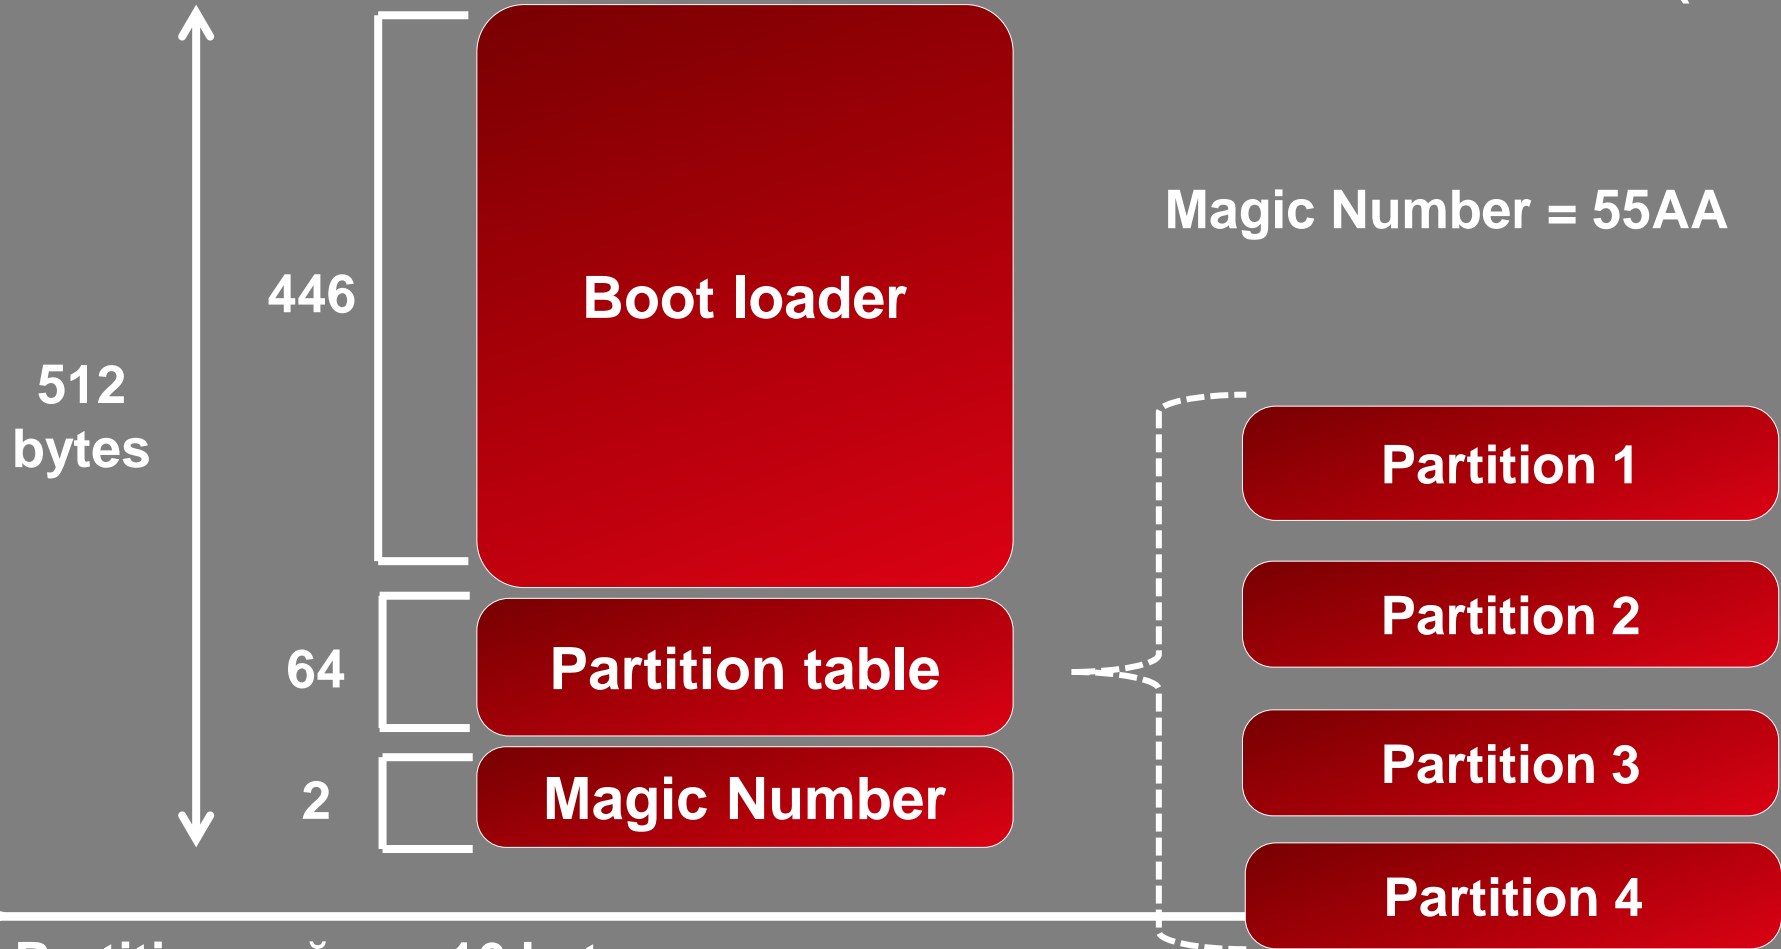 Magic Number = 55AA
446
Boot loader
512
bytes
64
Partition table
2
Magic Number
Partition 1
Partition 2
Partition 3
Partition 4